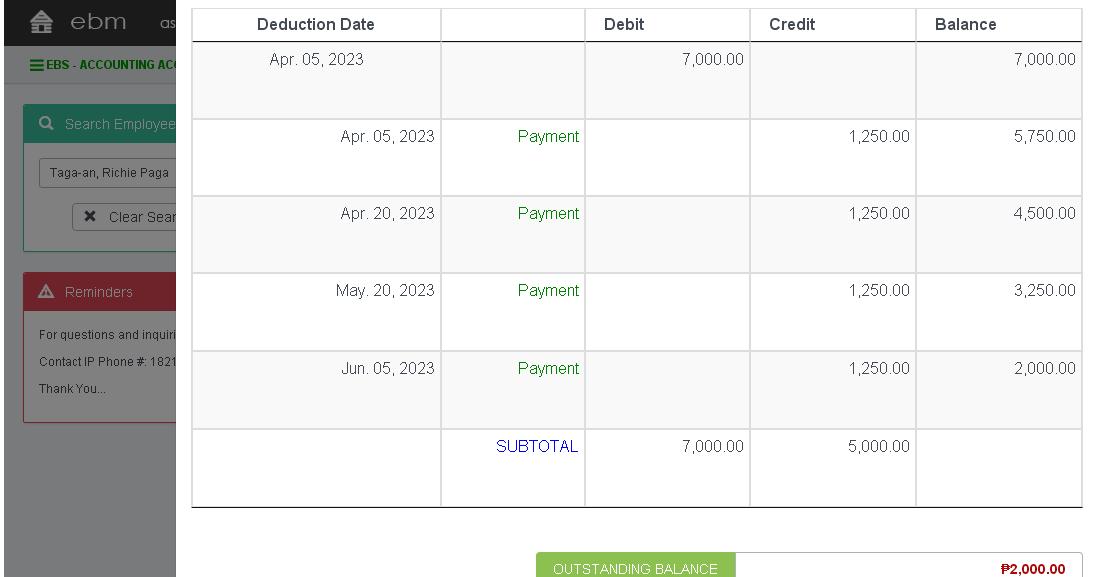 ebm as
EBS - ACCOUNTING AC
Search Employee
Taga-an, Richie Paga
Clear Sear
Reminders
For questions and inquiri
Contact IP Phone #: 1821
Thank You...
Deduction Date Debit Credit Balance
Apr. 05, 2023 7,000.00 7,000.00
Apr. 05, 2023 Payment 1,250.00 5,750.00
Apr. 20, 2023 Payment 1,250.00 4,500.00
May. 20, 2023 Payment 1,250.00 3,250.00
Jun. 05, 2023 Payment 1,250.00 2,000.00
SUBTOTAL 7,000.00 5,000.00
OUTSTANDING BALANCE ₱2,000.00